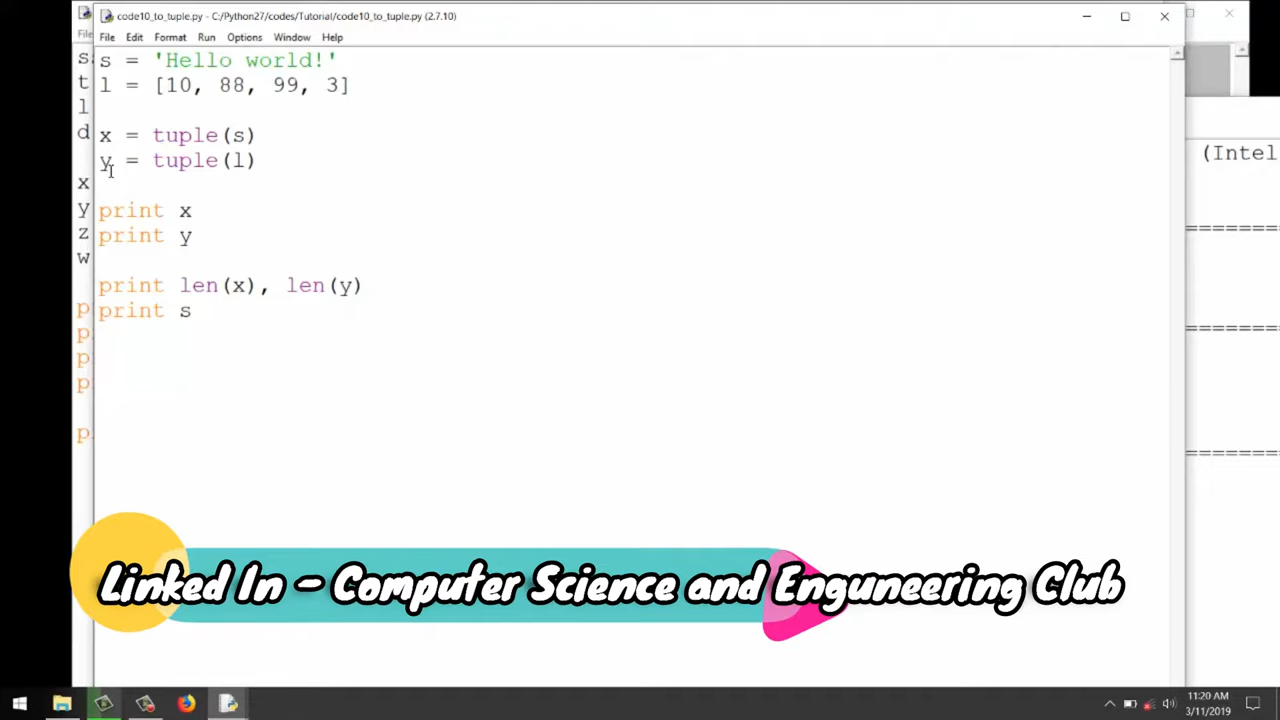 code10_to_tuple.py - C:/Python27/codes/Tutorial/code10_to_tuple.py (2.7.10)
File Edit Format Run Options Window Help
s = 'Hello world!'
l = [10, 88, 99, 3]
x = tuple(s)
y = tuple(l)
print x
print y
print len(x), len(y)
print s
Fil
s
t
l
d
x
y
z
w
p
p
p
p
p
(Intel
==========
==========
==========
Linked In - Computer Science and Enguneering Club
11:20 AM
3/11/2019